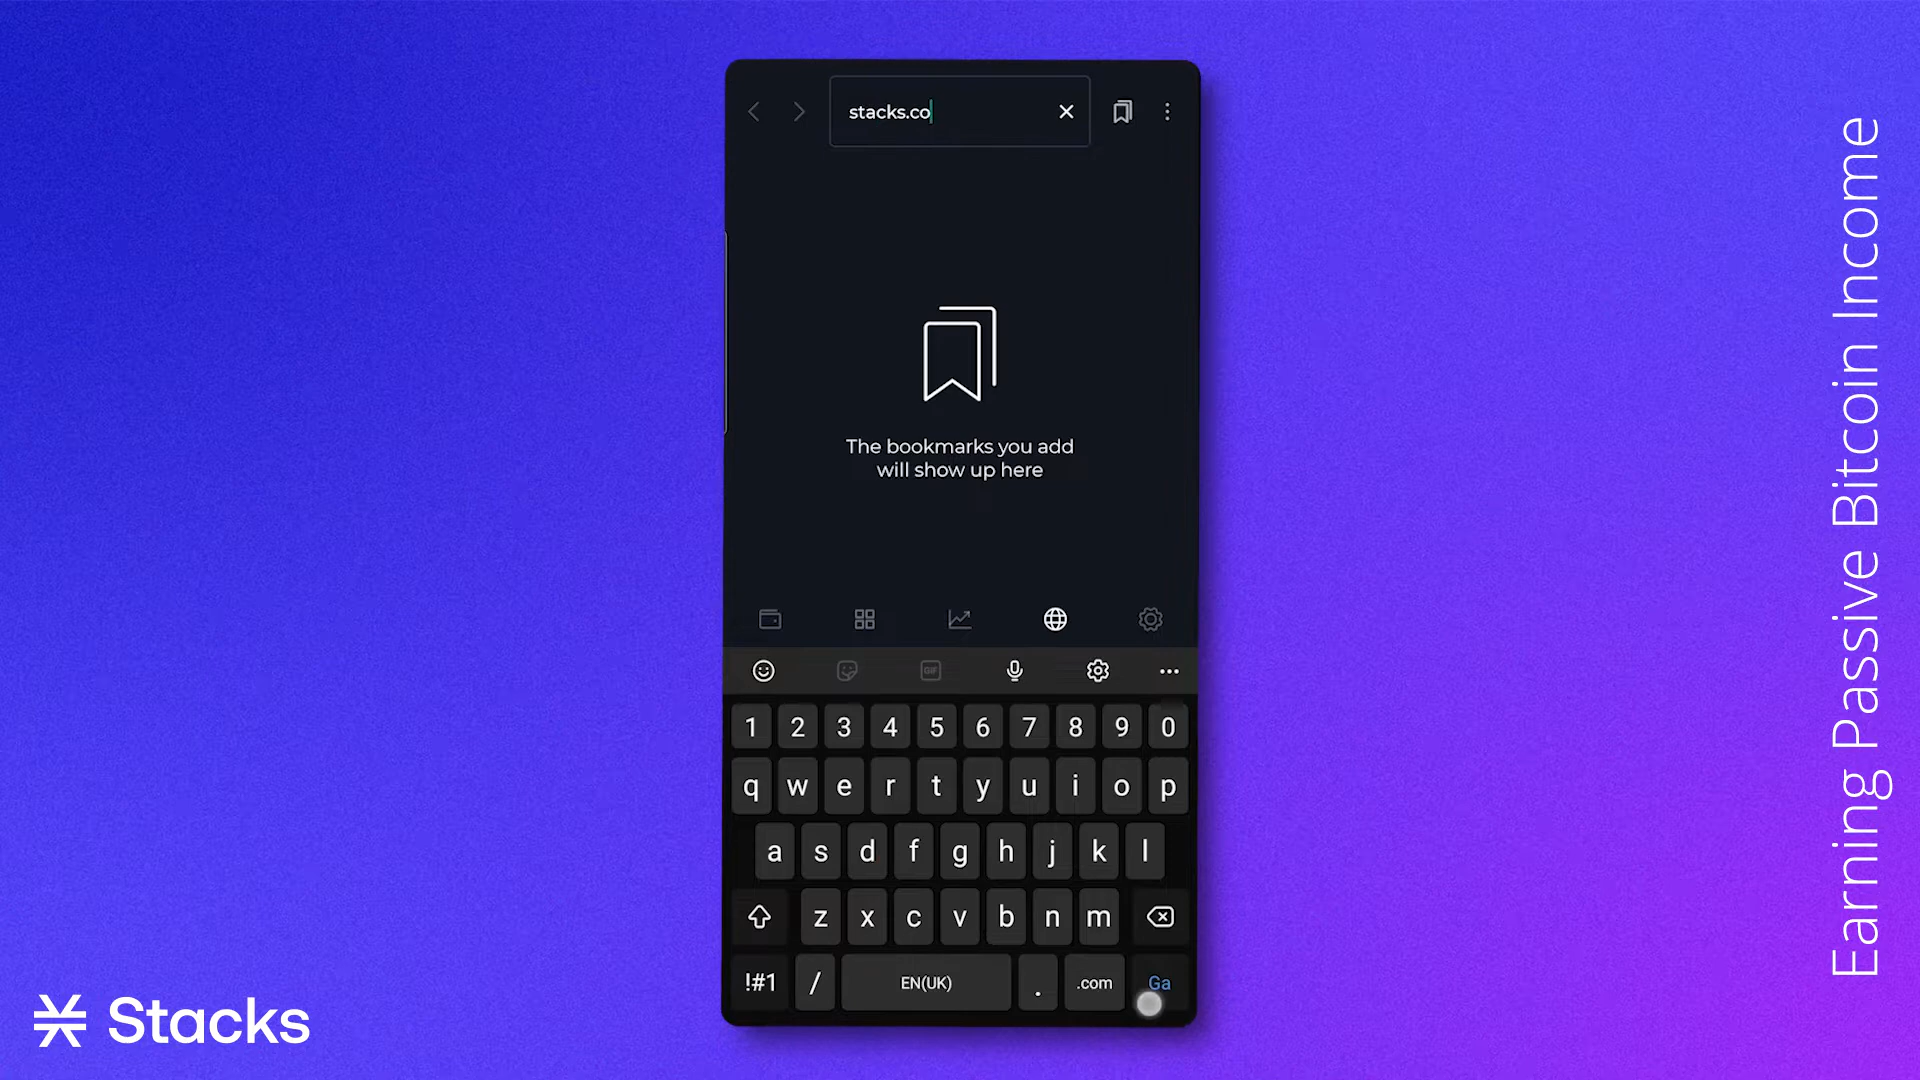 stacks.co
The bookmarks you add
will show up here
GIF
1 2 3 4 5 6 7 8 9 0
q w e r t y u i o p
a s d f g h j k l
z x c v b n m
!#1 / EN(UK) . .com Ga
Stacks
Earning Passive Bitcoin Income